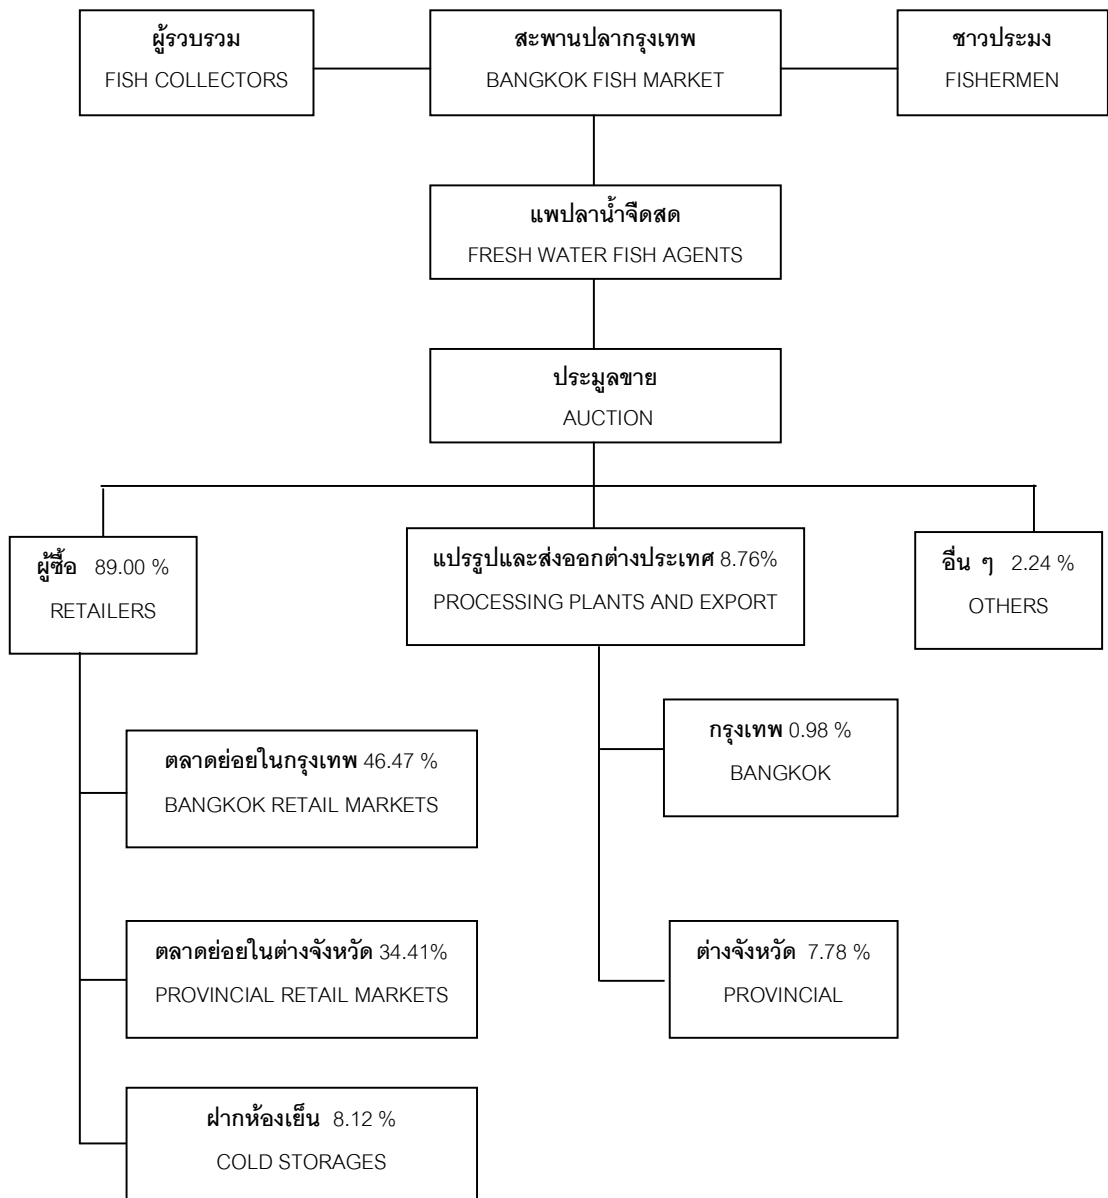 ผู้รวบรวม
FISH COLLECTORS
สะพานปลากรุงเทพ
BANGKOK FISH MARKET
ชาวประมง
FISHERMEN
แพปลาน้ำจืดสด
FRESH WATER FISH AGENTS
ประมูลขาย
AUCTION
ผู้ซื้อ 89.00 %
RETAILERS
แปรรูปและส่งออกต่างประเทศ 8.76%
PROCESSING PLANTS AND EXPORT
อื่น ๆ 2.24 %
OTHERS
ตลาดย่อยในกรุงเทพ 46.47 %
BANGKOK RETAIL MARKETS
กรุงเทพ 0.98 %
BANGKOK
ตลาดย่อยในต่างจังหวัด 34.41%
PROVINCIAL RETAIL MARKETS
ต่างจังหวัด 7.78 %
PROVINCIAL
ฝากห้องเย็น 8.12 %
COLD STORAGES